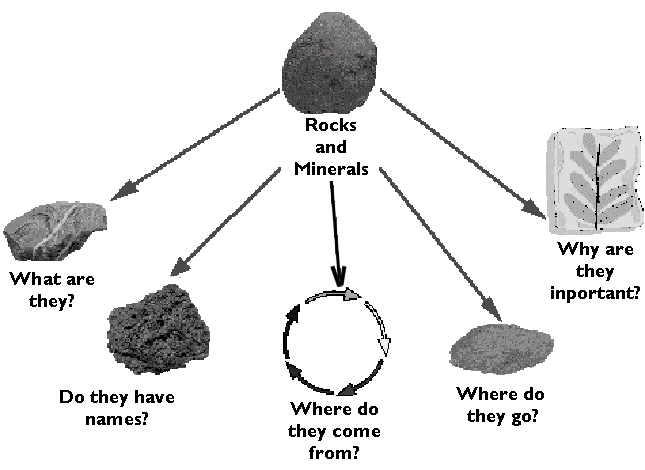 Rocks
and
Minerals
What are
they?
Do they have
names?
Where do
they come
from?
Where do
they go?
Why are
they
inportant?